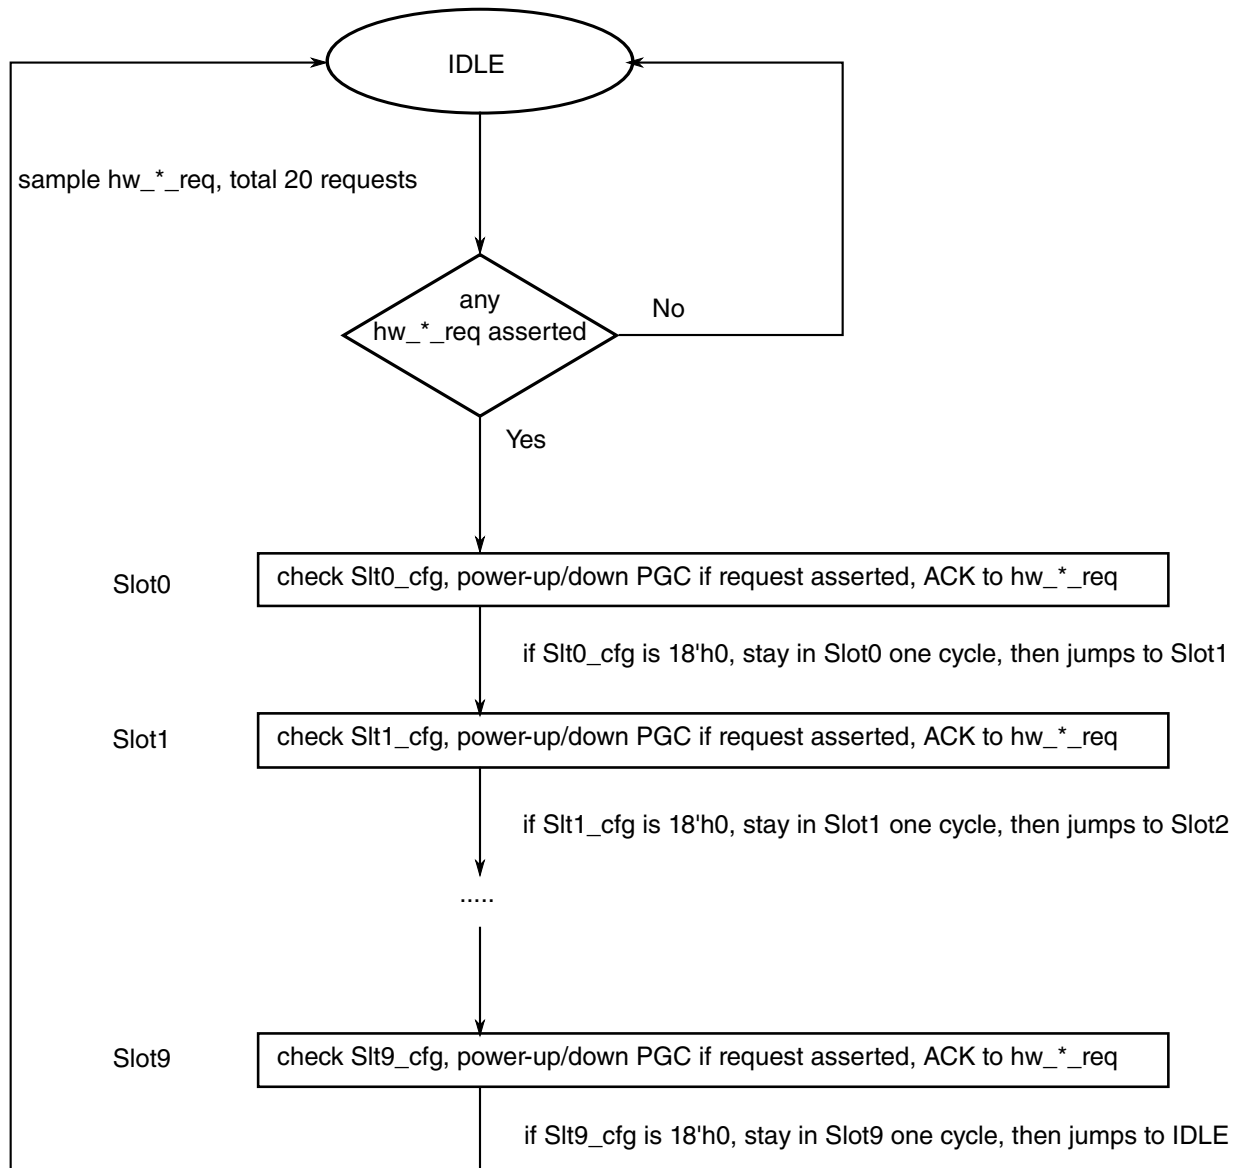 IDLE
sample hw_*_req, total 20 requests
any
hw_*_req asserted
No
Yes
Slot0
check Slt0_cfg, power-up/down PGC if request asserted, ACK to hw_*_req
if Slt0_cfg is 18'h0, stay in Slot0 one cycle, then jumps to Slot1
Slot1
check Slt1_cfg, power-up/down PGC if request asserted, ACK to hw_*_req
if Slt1_cfg is 18'h0, stay in Slot1 one cycle, then jumps to Slot2
.....
Slot9
check Slt9_cfg, power-up/down PGC if request asserted, ACK to hw_*_req
if Slt9_cfg is 18'h0, stay in Slot9 one cycle, then jumps to IDLE